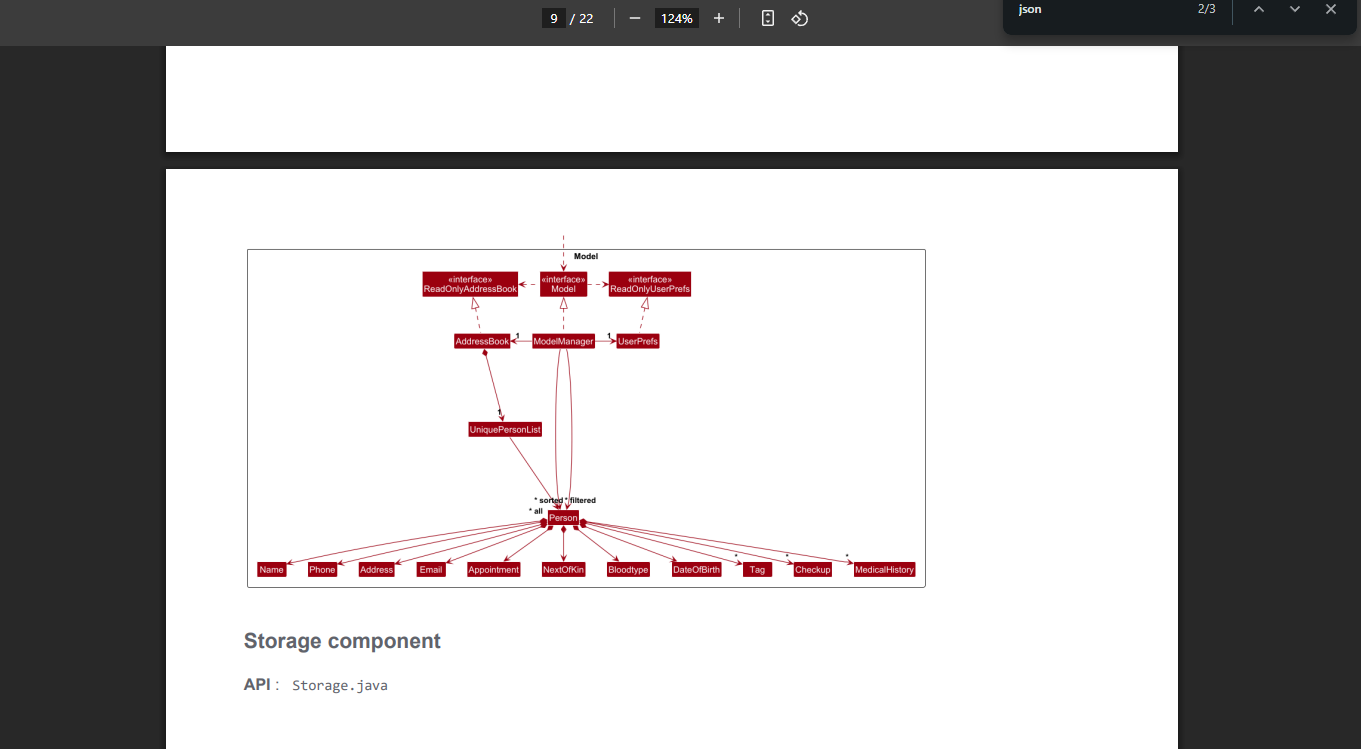 9 / 22 — 124% +
json 2/3
Model
«interface»
ReadOnlyAddressBook
«interface»
Model
«interface»
ReadOnlyUserPrefs
AddressBook
1
ModelManager
1
UserPrefs
1
UniquePersonList
* sorted
* filtered
* all
Person
*
*
*
Name
Phone
Address
Email
Appointment
NextOfKin
Bloodtype
DateOfBirth
Tag
Checkup
MedicalHistory
Storage component
API : Storage.java